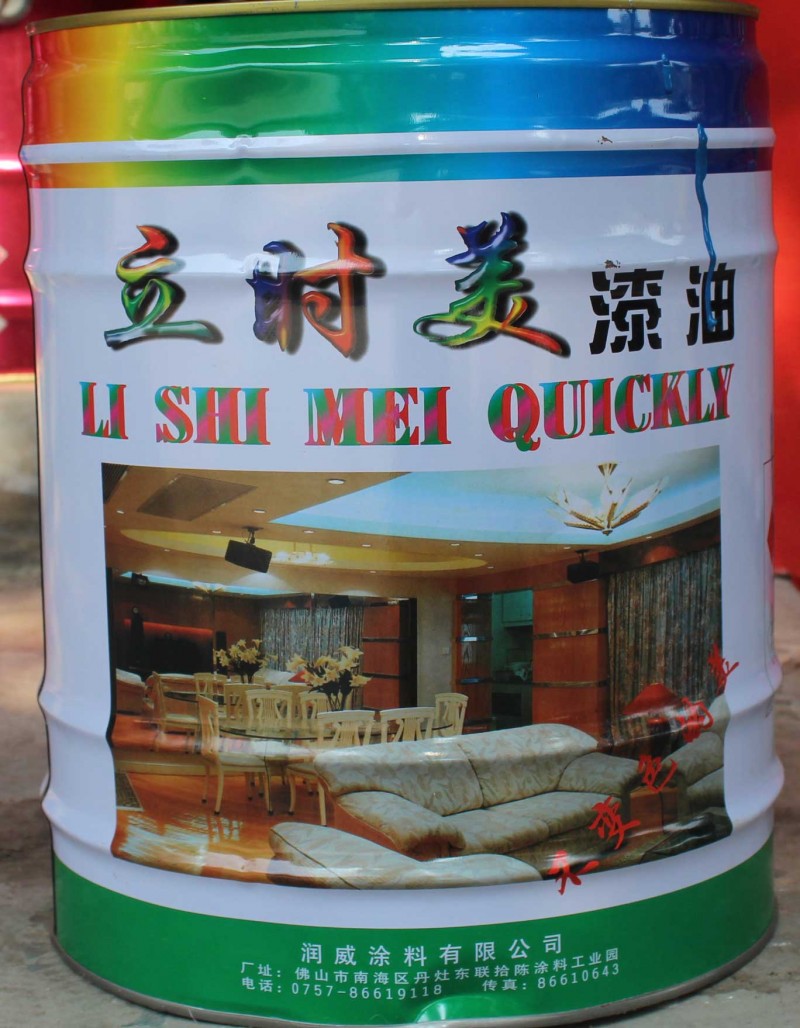 立时美漆油
LI SHI MEI QUICKLY
润威涂料有限公司
厂址：佛山市南海区丹灶东联拾陈涂料工业园
电话：0757-86619118 传真：86610643